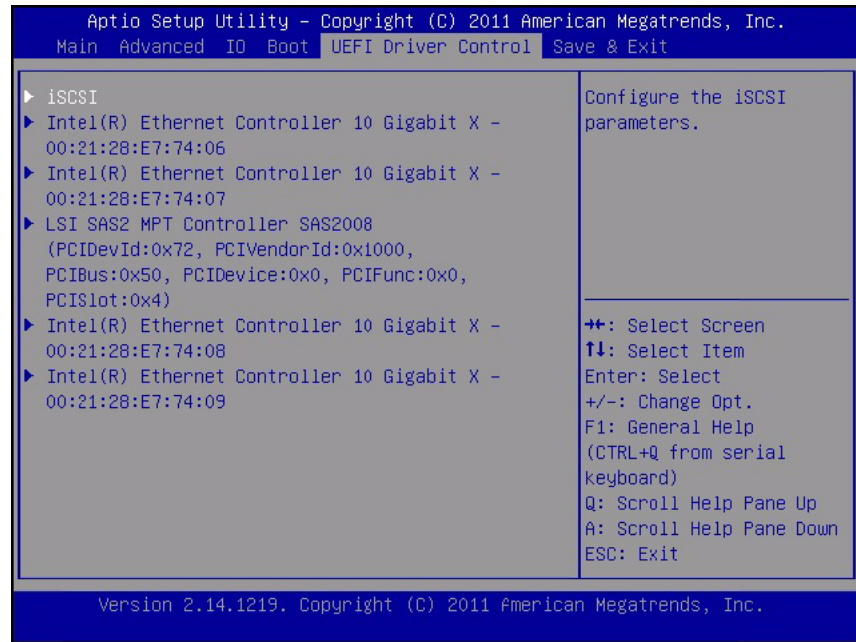 Aptio Setup Utility – Copyright (C) 2011 American Megatrends, Inc.
Main Advanced IO Boot UEFI Driver Control Save & Exit
▶ iSCSI
▶ Intel(R) Ethernet Controller 10 Gigabit X –
00:21:28:E7:74:06
▶ Intel(R) Ethernet Controller 10 Gigabit X –
00:21:28:E7:74:07
▶ LSI SAS2 MPT Controller SAS2008
(PCIDevId:0x72, PCIVendorId:0x1000,
PCIBus:0x50, PCIDevice:0x0, PCIFunc:0x0,
PCISlot:0x4)
▶ Intel(R) Ethernet Controller 10 Gigabit X –
00:21:28:E7:74:08
▶ Intel(R) Ethernet Controller 10 Gigabit X –
00:21:28:E7:74:09
Configure the iSCSI
parameters.
→←: Select Screen
↑↓: Select Item
Enter: Select
+/-: Change Opt.
F1: General Help
(CTRL+Q from serial
keyboard)
Q: Scroll Help Pane Up
A: Scroll Help Pane Down
ESC: Exit
Version 2.14.1219. Copyright (C) 2011 American Megatrends, Inc.